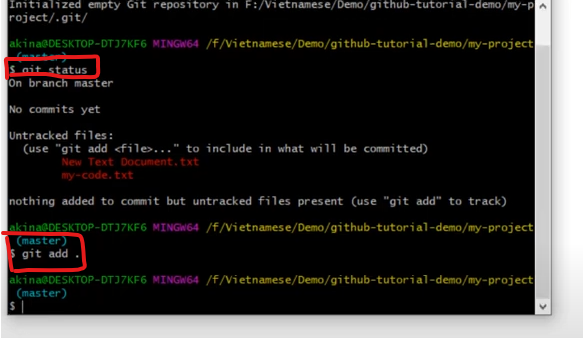 Initialized empty Git repository in F:/Vietnamese/Demo/github-tutorial-demo/my-p
roject/.git/
akina@DESKTOP-DTJ7KF6 MINGW64 /f/Vietnamese/Demo/github-tutorial-demo/my-project
(master)
$ git status
On branch master
No commits yet
Untracked files:
(use "git add <file>..." to include in what will be committed)
New Text Document.txt
my-code.txt
nothing added to commit but untracked files present (use "git add" to track)
akina@DESKTOP-DTJ7KF6 MINGW64 /f/Vietnamese/Demo/github-tutorial-demo/my-project
(master)
$ git add .
akina@DESKTOP-DTJ7KF6 MINGW64 /f/Vietnamese/Demo/github-tutorial-demo/my-project
(master)
$